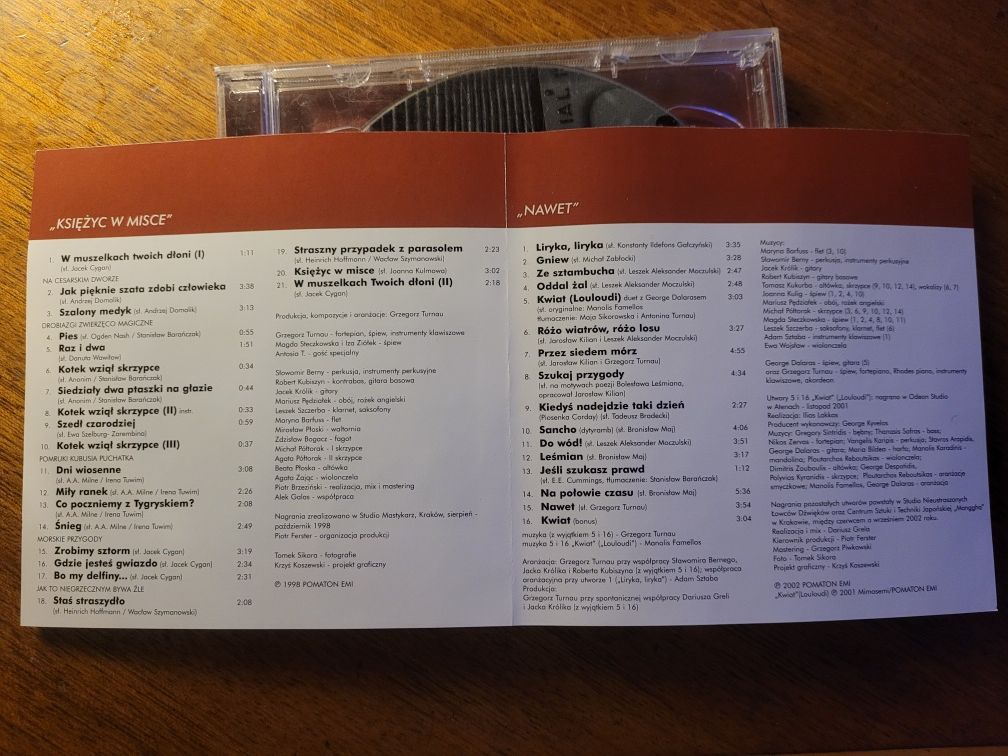 „KSIĘŻYC W MISCE"
1. W muszelkach twoich dłoni (I) 1:11
(sł. Jacek Cygan)
NA CESARSKIM DWORZE
2. Jak pięknie szata zdobi człowieka 3:38
(sł. Andrzej Domalik)
3. Szalony medyk (sł. Andrzej Domalik) 3:13
DROBIAZGI ZWIERZĘCO MAGICZNE
4. Pies (sł. Ogden Nash / Stanisław Barańczak) 0:55
5. Raz i dwa 1:51
(sł. Danuta Wawiłow)
6. Kotek wziął skrzypce 0:34
(sł. Anonim / Stanisław Barańczak)
7. Siedziały dwa ptaszki na głazie 0:44
(sł. Anonim / Stanisław Barańczak)
8. Kotek wziął skrzypce (II) instr. 0:33
9. Szedł czarodziej 0:59
(sł. Ewa Szelburg- Zarembina)
10. Kotek wziął skrzypce (III) 0:37
POMRUKI KUBUSIA PUCHATKA
11. Dni wiosenne 3:08
(sł. A.A. Milne / Irena Tuwim)
12. Miły ranek (sł. A.A. Milne / Irena Tuwim) 2:26
13. Co poczniemy z Tygryskiem? 2:08
(sł. A.A. Milne / Irena Tuwim)
14. Śnieg (sł. A.A. Milne / Irena Tuwim) 2:49
MORSKIE PRZYGODY
15. Zrobimy sztorm (sł. Jacek Cygan) 3:19
16. Gdzie jesteś gwiazdo (sł. Jacek Cygan) 2:34
17. Bo my delfiny... (sł. Jacek Cygan) 2:31
JAK TO NIEGRZECZNYM BYWA ŹLE
18. Staś straszydło 2:08
(sł. Heinrich Hoffmann / Wacław Szymanowski)
19. Straszny przypadek z parasolem 2:23
(sł. Heinrich Hoffmann / Wacław Szymanowski)
20. Księżyc w misce (sł. Joanna Kulmowa) 3:02
21. W muszelkach Twoich dłoni (II) 2:18
(sł. Jacek Cygan)
Produkcja, kompozycje i aranżacje: Grzegorz Turnau
Grzegorz Turnau - fortepian, śpiew, instrumenty klawiszowe
Magda Steczkowska i Iza Ziółek - śpiew
Antosia T. - gość specjalny
Sławomir Berny - perkusja, instrumenty perkusyjne
Robert Kubiszyn - kontrabas, gitara basowa
Jacek Królik - gitary
Mariusz Pędziałek - obój, rożek angielski
Leszek Szczerba - klarnet, saksofony
Maryna Barfuss - flet
Mirosław Płoski - waltornia
Zdzisław Bogacz - fagot
Michał Półtorak - I skrzypce
Agata Półtorak - II skrzypce
Beata Płoska - altówka
Agata Zając - wiolonczela
Piotr Brzeziński - realizacja, mix i mastering
Alek Galas - współpraca
Nagrania zrealizowano w Studio Mastykarz, Kraków, sierpień -
październik 1998
Piotr Ferster - organizacja produkcji
Tomek Sikora - fotografie
Krzyś Koszewski - projekt graficzny
℗ 1998 POMATON EMI
„NAWET"
1. Liryka, liryka (sł. Konstanty Ildefons Gałczyński) 3:35
2. Gniew (sł. Michał Zabłocki) 3:28
3. Ze sztambucha (sł. Leszek Aleksander Moczulski) 2:47
4. Oddal żal (sł. Leszek Aleksander Moczulski) 2:48
5. Kwiat (Louloudi) duet z George Dalarasem 3:03
(sł. oryginalne: Manolis Famellos
tłumaczenie: Maja Sikorowska i Antonina Turnau)
6. Różo wiatrów, różo losu 3:27
(sł. Jarosław Kilian i Leszek Aleksander Moczulski)
7. Przez siedem mórz 4:55
(sł. Jarosław Kilian i Grzegorz Turnau)
8. Szukaj przygody 4:34
(sł. na motywach poezji Bolesława Leśmiana,
opracował Jarosław Kilian)
9. Kiedyś nadejdzie taki dzień 2:27
(Piosenka Corday) (sł. Tadeusz Bradecki)
10. Sancho (dytyramb) (sł. Bronisław Maj) 4:06
11. Do wód! (sł. Leszek Aleksander Moczulski) 3:51
12. Leśmian (sł. Bronisław Maj) 3:17
13. Jeśli szukasz prawd 1:12
(sł. E.E. Cummings, tłumaczenie: Stanisław Barańczak)
14. Na połowie czasu (sł. Bronisław Maj) 5:36
15. Nawet (sł. Grzegorz Turnau) 3:54
16. Kwiat (bonus) 3:04
muzyka (z wyjątkiem 5 i 16) - Grzegorz Turnau
muzyka 5 i 16 „Kwiat" („Louloudi") - Manolis Famellos
Aranżacja: Grzegorz Turnau przy współpracy Sławomira Bernego,
Jacka Królika i Roberta Kubiszyna (z wyjątkiem 5 i 16); współpraca
aranżacyjna przy utworze 1 („Liryka, liryka") - Adam Sztaba
Produkcja:
Grzegorz Turnau przy spontanicznej współpracy Dariusza Greli
i Jacka Królika (z wyjątkiem 5 i 16)
Muzycy:
Maryna Barfuss - flet (3, 10)
Sławomir Berny - perkusja, instrumenty perkusyjne
Jacek Królik - gitary
Robert Kubiszyn - gitary basowe
Tomasz Kukurba - altówka, skrzypce (9, 10, 12, 14), wokalizy (6, 7)
Joanna Kulig - śpiew (1, 2, 4, 10)
Mariusz Pędziałek - obój, rożek angielski
Michał Półtorak - skrzypce (3, 6, 9, 10, 12, 14)
Magda Steczkowska - śpiew (1, 2, 4, 8, 10, 11)
Leszek Szczerba - saksofony, klarnet, flet (6)
Adam Sztaba - instrumenty klawiszowe (1)
Ewa Wojsław - wiolonczela
George Dalaras - śpiew, gitara (5)
oraz Grzegorz Turnau - śpiew, fortepiano, Rhodes piano, instrumenty
klawiszowe, akordeon.
Utwory 5 i 16 „Kwiat" („Louloudi"): nagrano w Odeon Studio
w Atenach - listopad 2001
Realizacja: Ilias Lakkas
Producent wykonawczy: George Kyvelos
Muzycy: Gregory Sintridis - bębny; Thanasis Sofras - bass;
Nikos Zervas - fortepian; Vangelis Karipis - perkusja; Stavros Arapidis,
George Dalaras - gitara; Maria Bildea - harfa; Manolis Karadinis -
mandolina; Ploutarchos Reboutsikas - wiolonczela;
Dimitris Zouboulis - altówka; George Despotidis,
Polyvios Kyranidis - skrzypce; Ploutarchos Reboutsikas - aranżacje
smyczkowe; Manolis Famellos, George Dalaras - aranżacja
Nagrania pozostałych utworów powstały w Studio Nieustraszonych
Łowców Dźwięków oraz Centrum Sztuki i Techniki Japońskiej „Manggha"
w Krakowie, między czerwcem a wrześniem 2002 roku.
Realizacja i mix - Dariusz Grela
Kierownik produkcji - Piotr Ferster
Mastering - Grzegorz Piwkowski
Foto - Tomek Sikora
Projekt graficzny - Krzyś Koszewski
℗ 2002 POMATON EMI
„Kwiat"(Louloudi) ℗ 2001 Minosemi/POMATON EMI